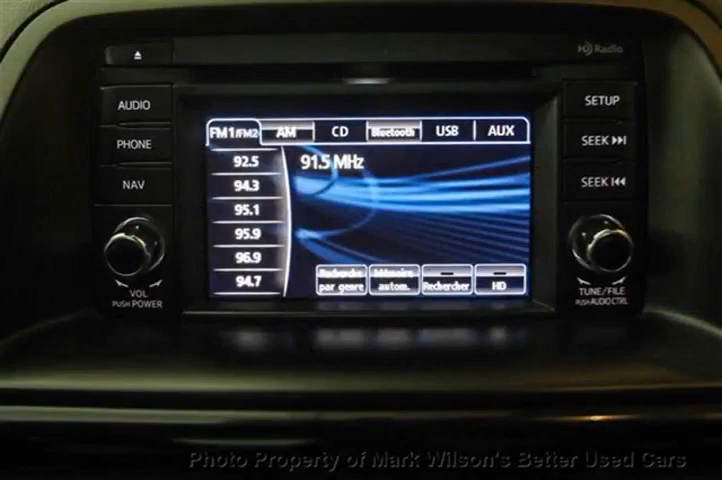 HD Radio
AUDIO
PHONE
NAV
VOL
PUSH POWER
FM1/FM2 AM CD Bluetooth USB AUX
92.5
94.3
95.1
95.9
96.9
94.7
91.5 MHz
Recherche par genre
Mémoire autom.
Rechercher
HD
SETUP
SEEK
SEEK
TUNE/FILE
PUSH AUDIO CTRL
Photo Property of Mark Wilson's Better Used Cars